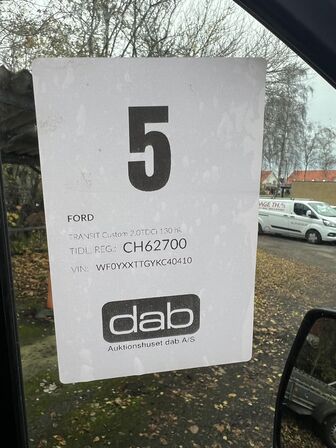 5
FORD
TRANSIT Custom 2.0TDCi 130 hk
TIDL. REG.: CH62700
VIN: WF0YXXTTGYKC40410
dab
Auktionshuset dab A/S